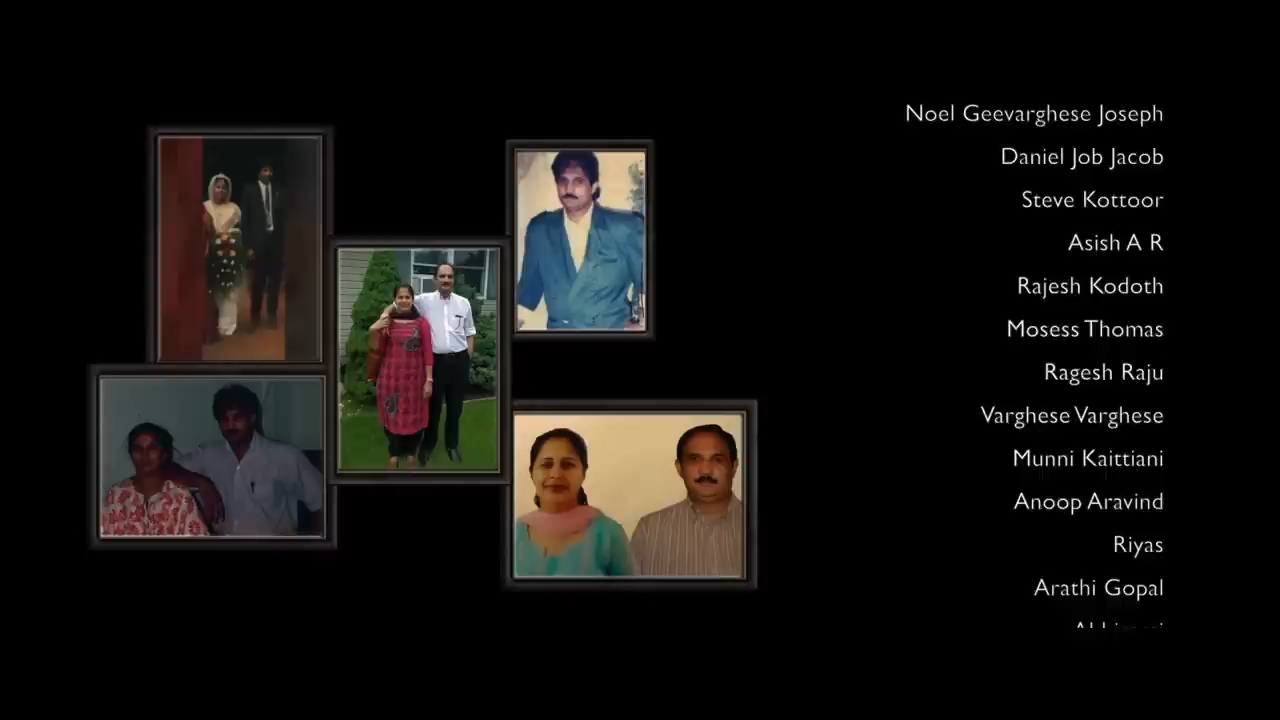 Noel Geevarghese Joseph
Daniel Job Jacob
Steve Kottoor
Asish A R
Rajesh Kodoth
Mosess Thomas
Ragesh Raju
Varghese Varghese
Munni Kaittiani
Anoop Aravind
Riyas
Arathi Gopal